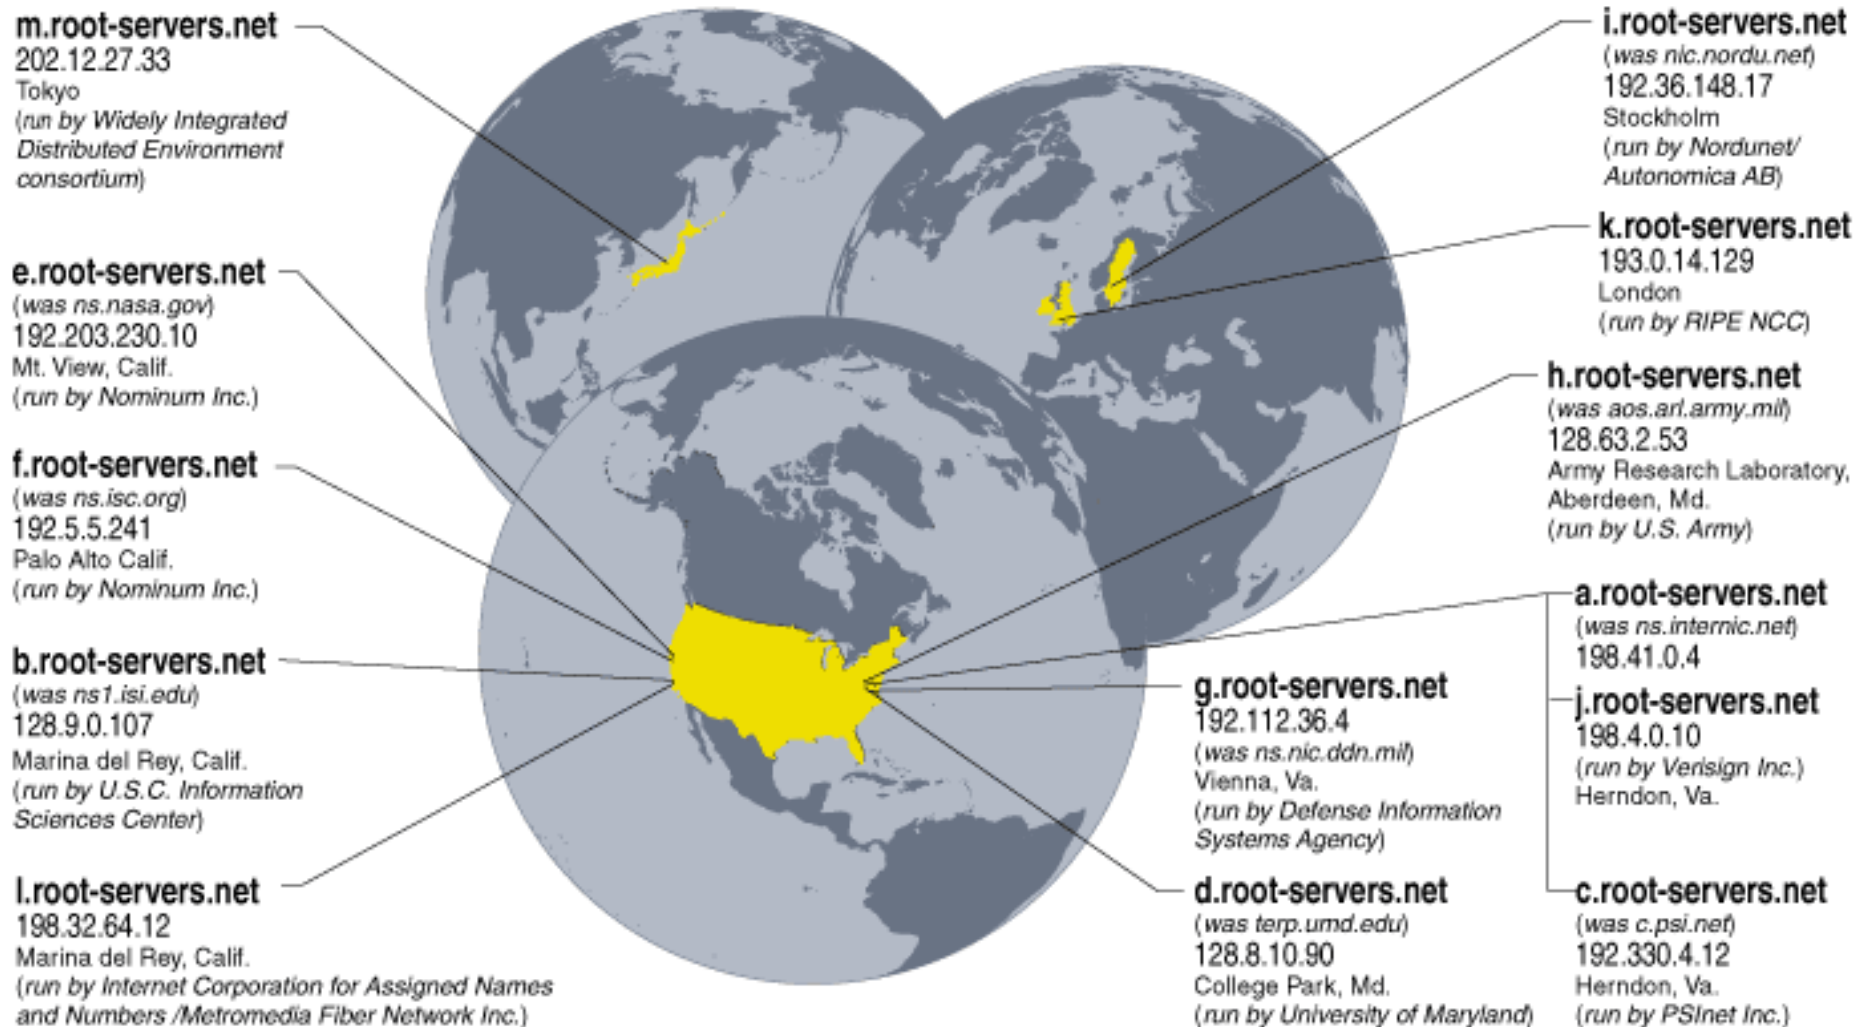 m.root-servers.net
202.12.27.33
Tokyo
(run by Widely Integrated
Distributed Environment
consortium)
e.root-servers.net
(was ns.nasa.gov)
192.203.230.10
Mt. View, Calif.
(run by Nominum Inc.)
f.root-servers.net
(was ns.isc.org)
192.5.5.241
Palo Alto Calif.
(run by Nominum Inc.)
b.root-servers.net
(was ns1.isi.edu)
128.9.0.107
Marina del Rey, Calif.
(run by U.S.C. Information
Sciences Center)
l.root-servers.net
198.32.64.12
Marina del Rey, Calif.
(run by Internet Corporation for Assigned Names
and Numbers /Metromedia Fiber Network Inc.)
i.root-servers.net
(was nic.nordu.net)
192.36.148.17
Stockholm
(run by Nordunet/
Autonomica AB)
k.root-servers.net
193.0.14.129
London
(run by RIPE NCC)
h.root-servers.net
(was aos.arl.army.mil)
128.63.2.53
Army Research Laboratory,
Aberdeen, Md.
(run by U.S. Army)
a.root-servers.net
(was ns.internic.net)
198.41.0.4
j.root-servers.net
198.4.0.10
(run by Verisign Inc.)
Herndon, Va.
g.root-servers.net
192.112.36.4
(was ns.nic.ddn.mil)
Vienna, Va.
(run by Defense Information
Systems Agency)
d.root-servers.net
(was terp.umd.edu)
128.8.10.90
College Park, Md.
(run by University of Maryland)
c.root-servers.net
(was c.psi.net)
192.330.4.12
Herndon, Va.
(run by PSInet Inc.)